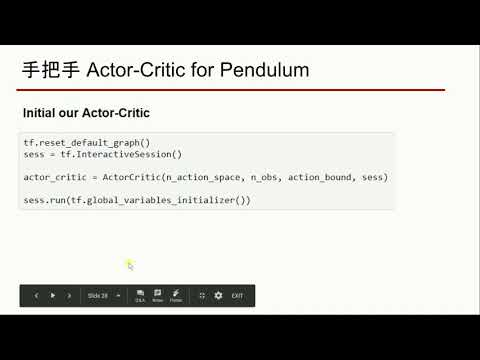 手把手 Actor-Critic for Pendulum
Initial our Actor-Critic
tf.reset_default_graph()
sess = tf.InteractiveSession()
actor_critic = ActorCritic(n_action_space, n_obs, action_bound, sess)
sess.run(tf.global_variables_initializer())
Slide 28
Q&A
Notes
Pointer
EXIT